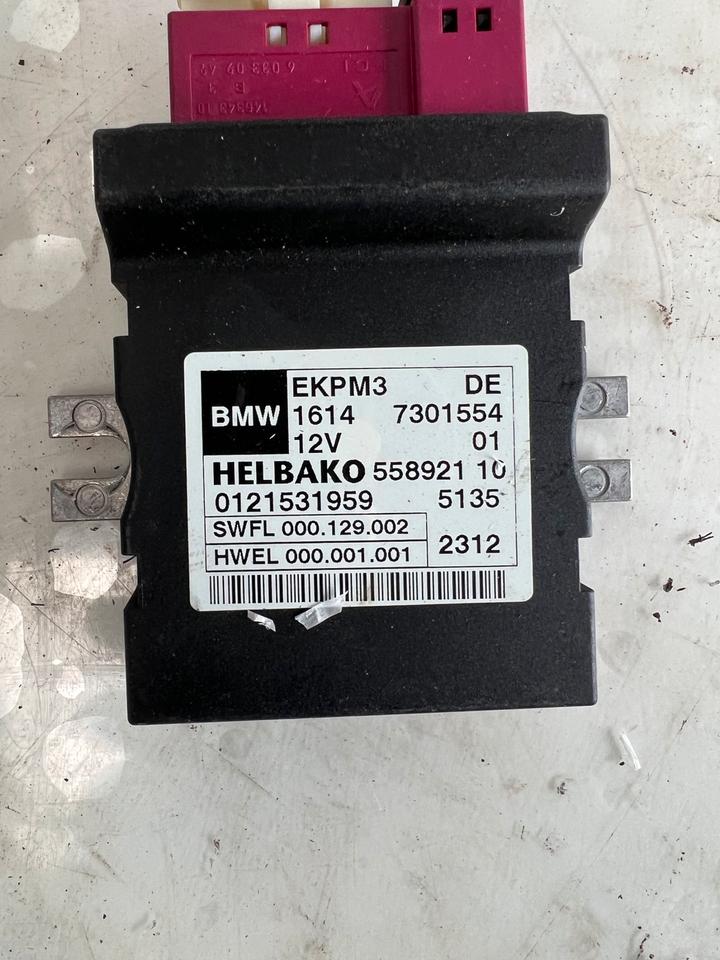 BMW
EKPM3 DE
1614 7301554
12V 01
HELBAKO 558921 10
0121531959 5135
SWFL 000.129.002
HWEL 000.001.001
2312